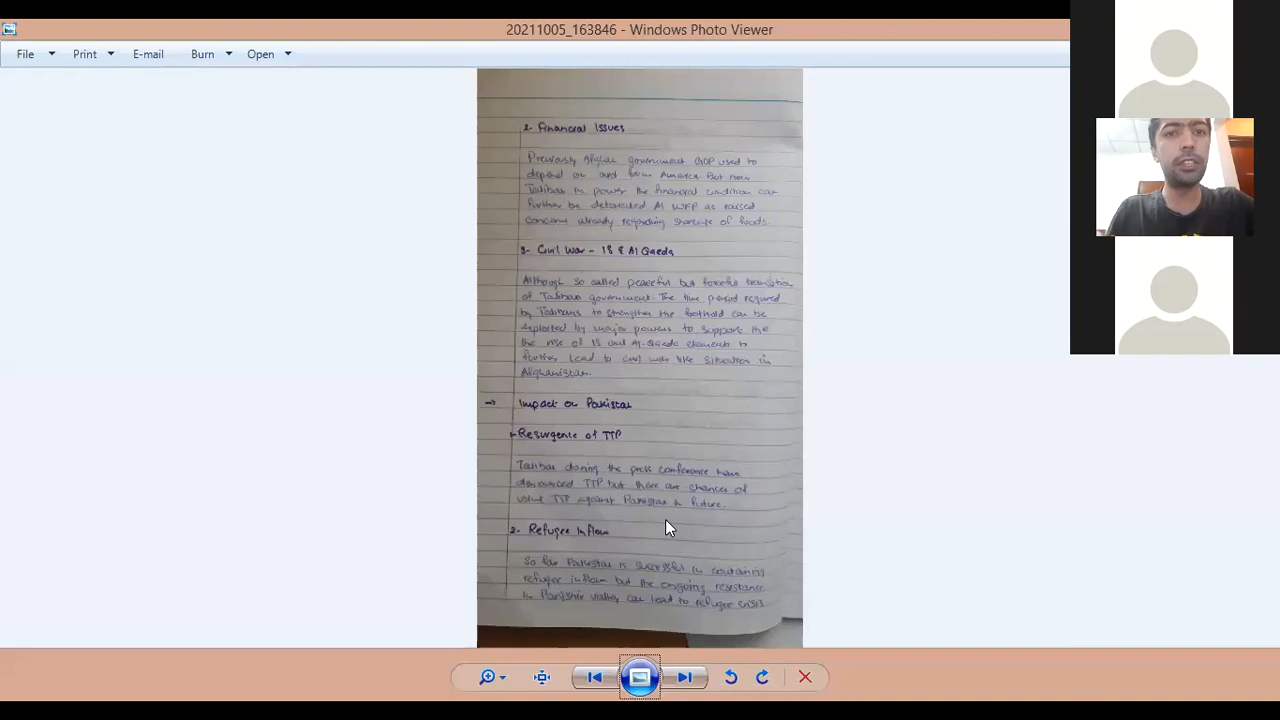 20211005_163846 - Windows Photo Viewer
File Print E-mail Burn Open
2- Financial Issues
Previously Afghan government GDP used to
depend on aid from America But now
Taliban in power the financial condition can
further be as WFP as raised
concerns already regarding shortage of foods.
3- Civil War - IS & Al Qaeda
Although so called peaceful but forceful transition
of Taliban government. The time period required
by Talibans to strengthen the foothold can be
exploited by major powers to support the
the rise of IS and Al-Qaeda elements to
further lead to civil war like situation in
Afghanistan.
→ Impact on Pakistan
Resurgence of TTP
Taliban during the press conference have
denounced TTP but there are chances of
TTP against Pakistan in future.
2. Refugee Inflow
So far Pakistan is successful in containing
refugee inflow but the ongoing resistance
in Panjshir valley can lead to refugee crisis